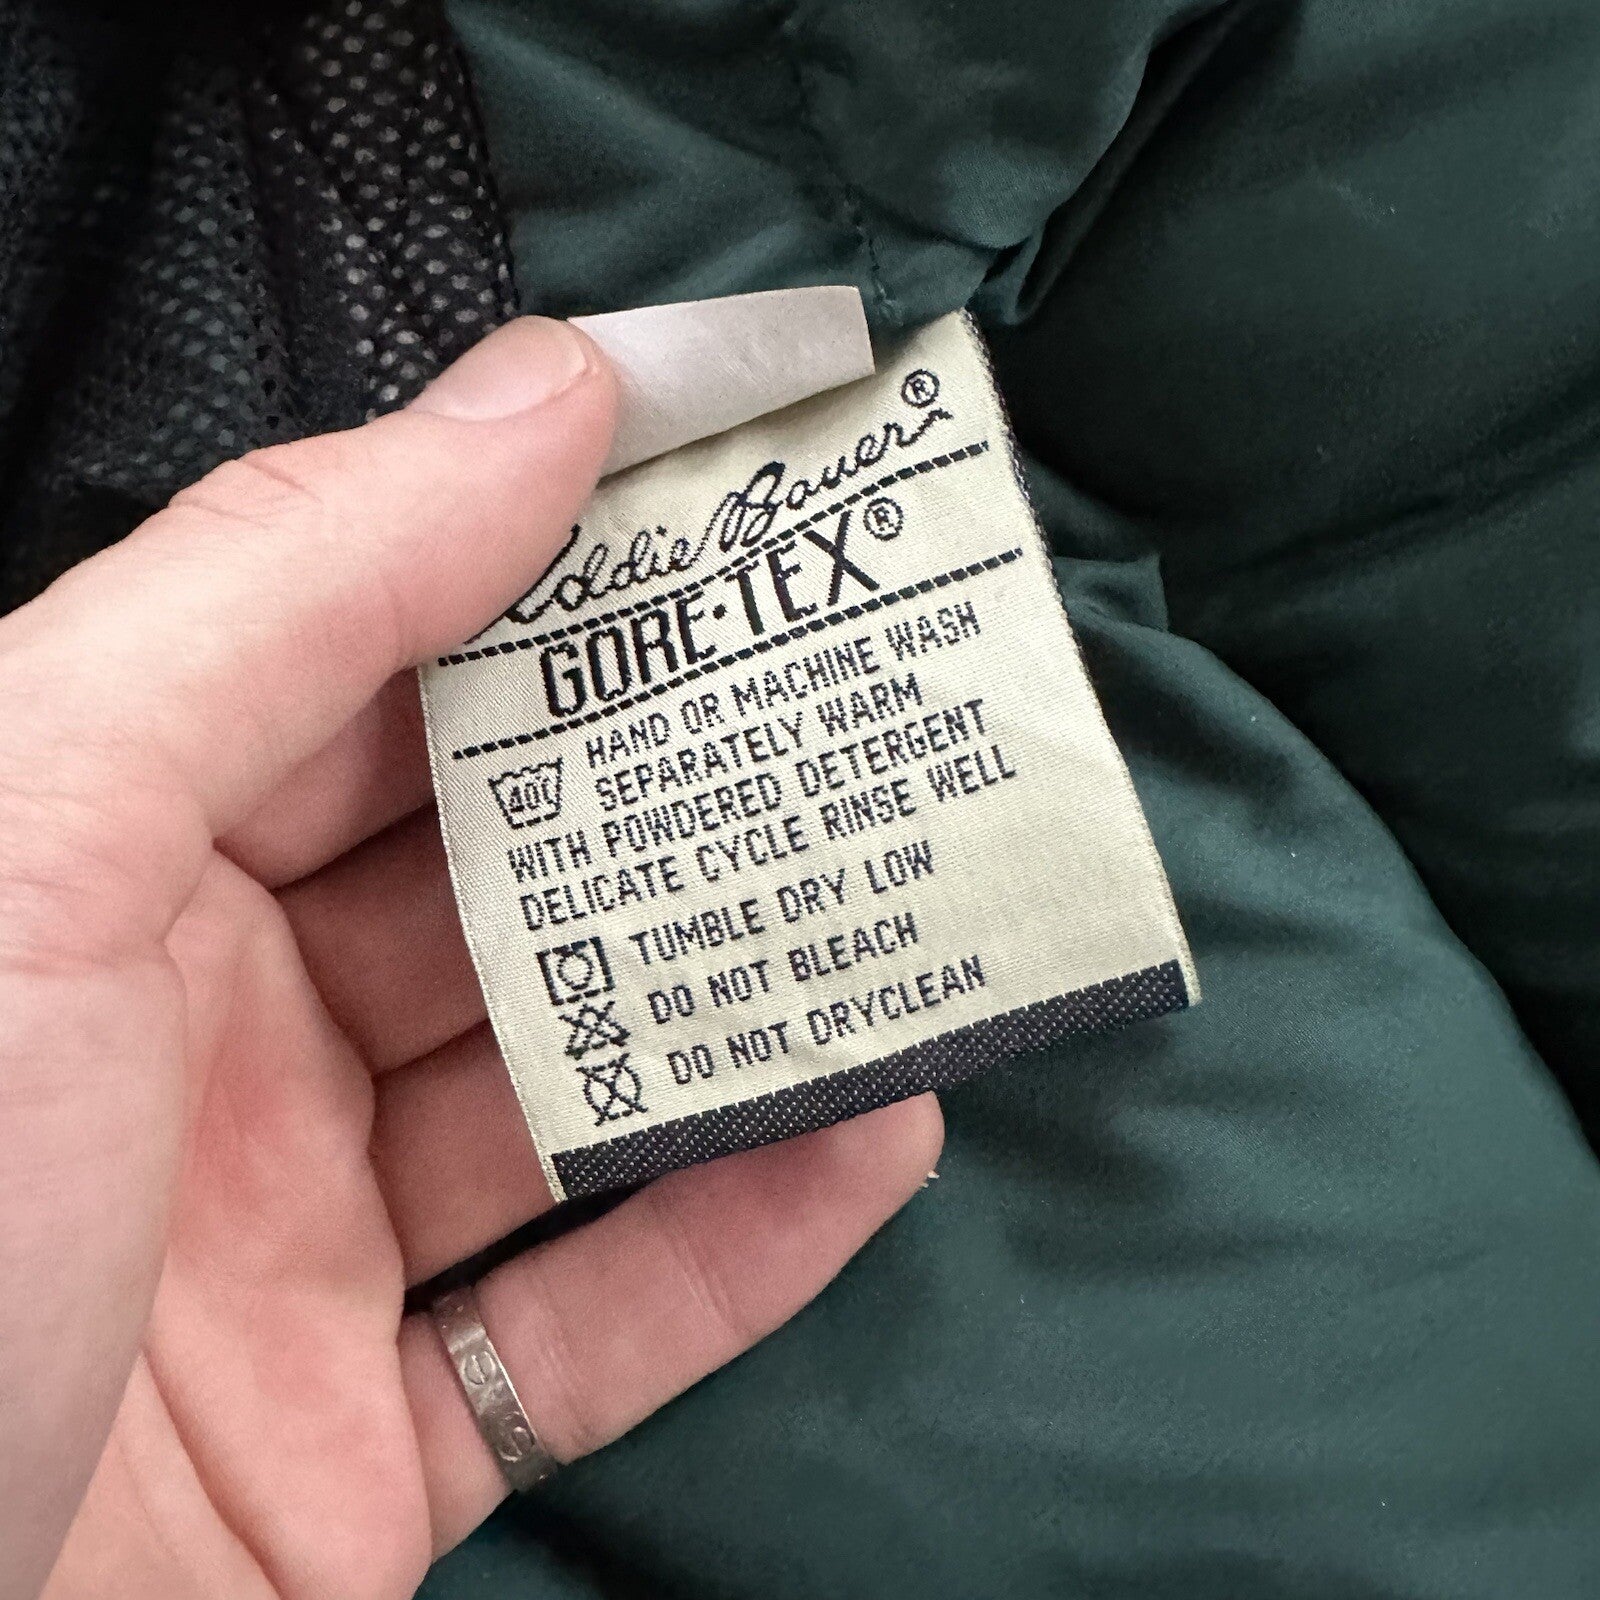 Eddie Bauer®
GORE-TEX®
40C HAND OR MACHINE WASH
SEPARATELY WARM
WITH POWDERED DETERGENT
DELICATE CYCLE RINSE WELL
TUMBLE DRY LOW
DO NOT BLEACH
DO NOT DRYCLEAN